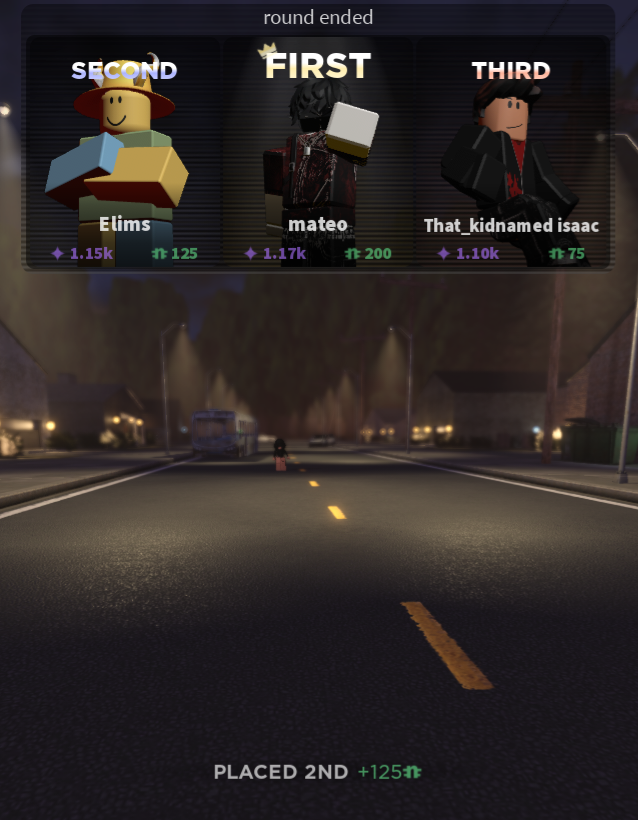 round ended
SECOND
FIRST
THIRD
Elims
mateo
That_kidnamed isaac
1.15k 125
1.17k 200
1.10k 75
PLACED 2ND +125